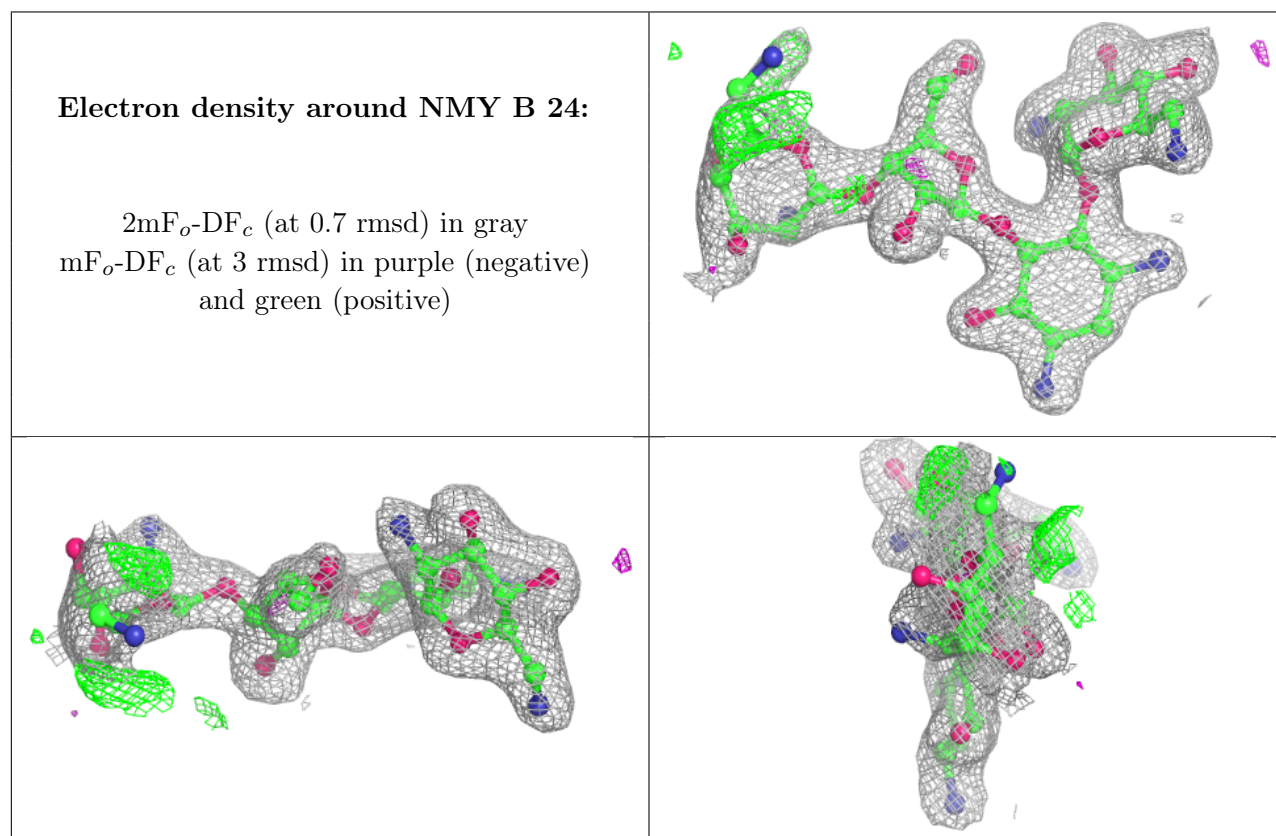 Electron density around NMY B 24:
2mFo-DFc (at 0.7 rmsd) in gray
mFo-DFc (at 3 rmsd) in purple (negative)
and green (positive)